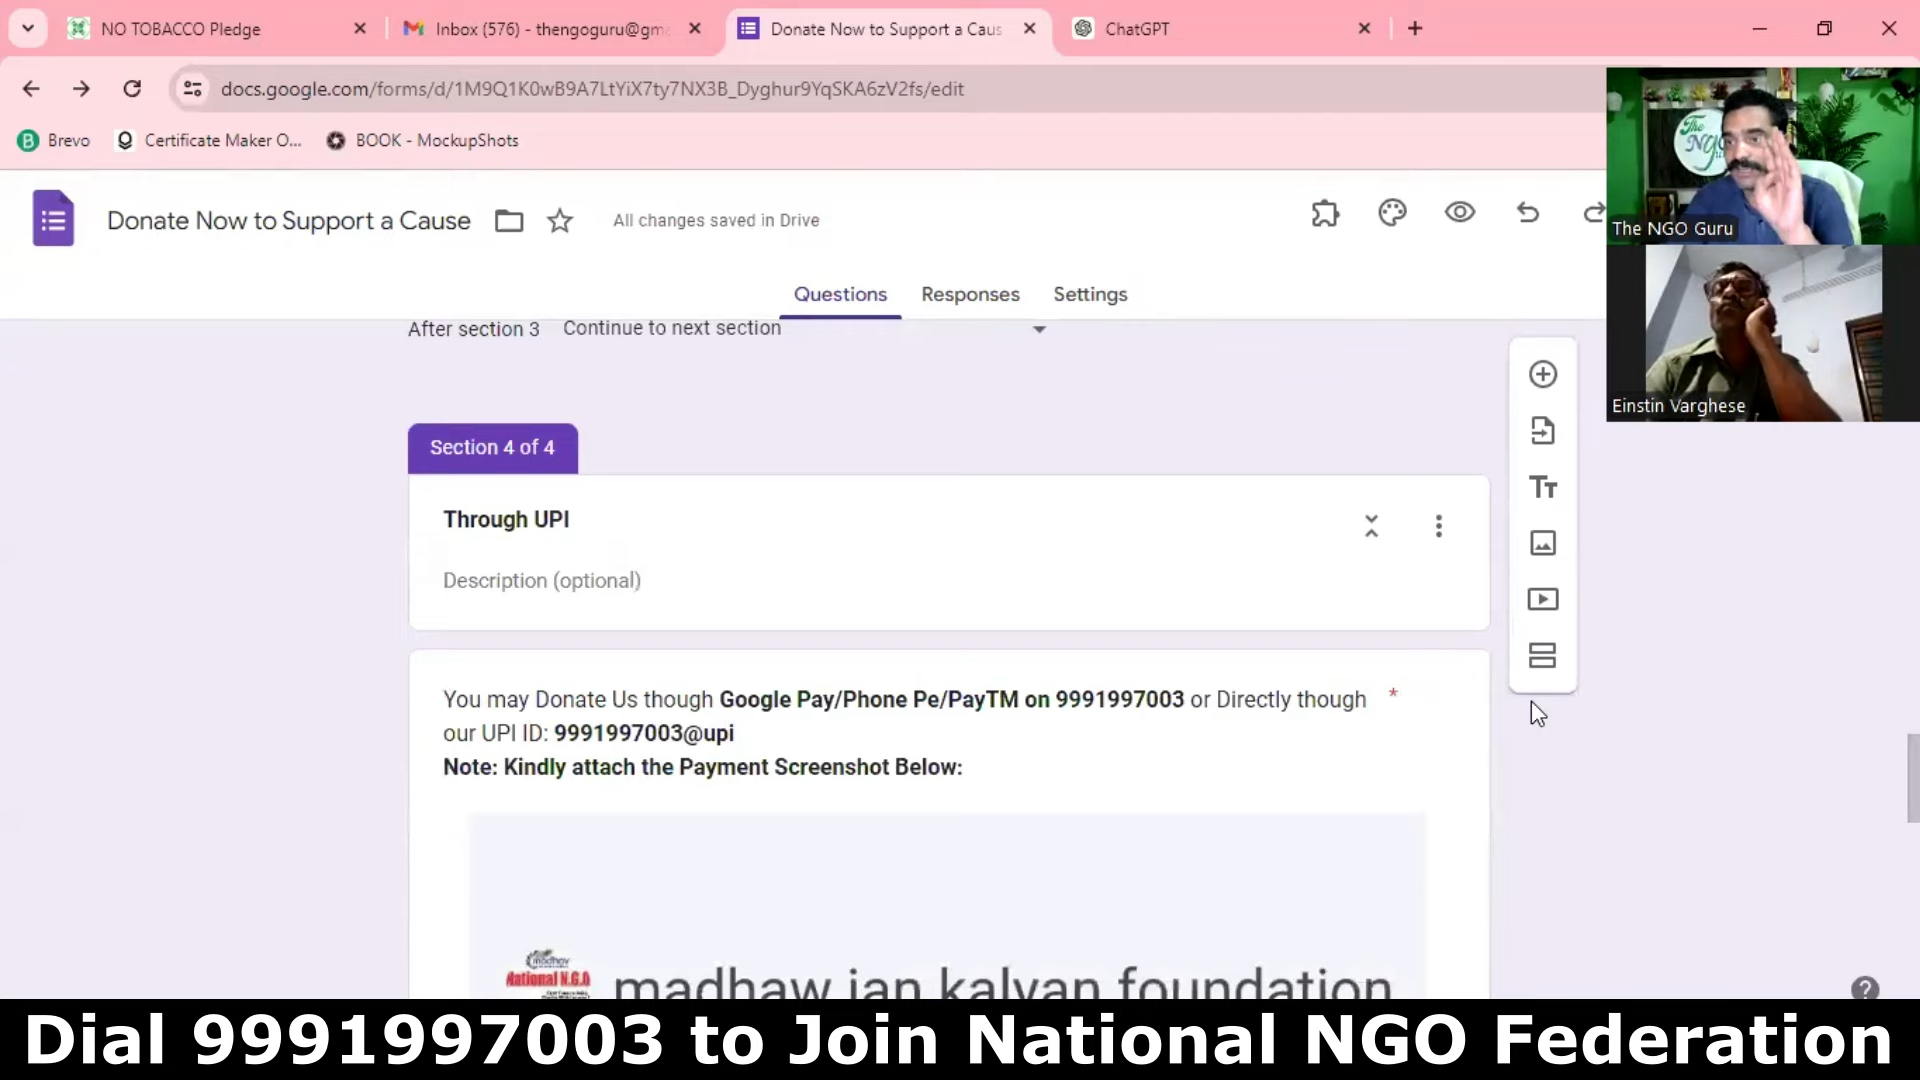 NO TOBACCO Pledge
Inbox (576) - thengoguru@gm
Donate Now to Support a Caus
ChatGPT
docs.google.com/forms/d/1M9Q1K0wB9A7LtYiX7ty7NX3B_Dyghur9YqSKA6zV2fs/edit
Brevo
Certificate Maker O...
BOOK - MockupShots
Donate Now to Support a Cause
All changes saved in Drive
The NGO Guru
Questions
Responses
Settings
After section 3
Continue to next section
Einstin Varghese
Section 4 of 4
Through UPI
Description (optional)
You may Donate Us though Google Pay/Phone Pe/PayTM on 9991997003 or Directly though *
our UPI ID: 9991997003@upi
Note: Kindly attach the Payment Screenshot Below:
madhav
National N.G.O
madhaw jan kalyan foundation
Dial 9991997003 to Join National NGO Federation